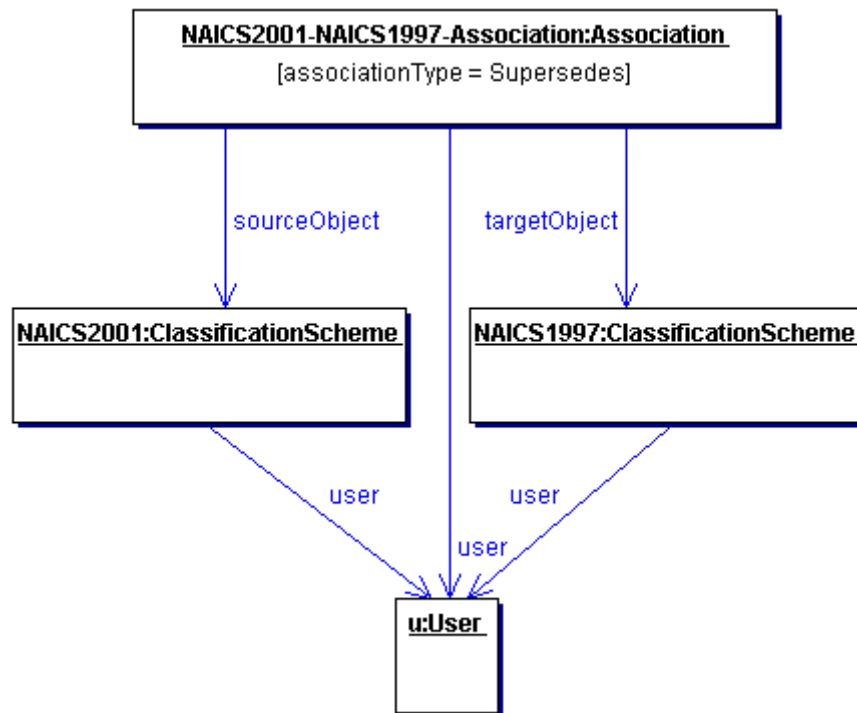 NAICS2001-NAICS1997-Association:Association
[associationType = Supersedes]
sourceObject
targetObject
NAICS2001:ClassificationScheme
NAICS1997:ClassificationScheme
user
user
user
u:User